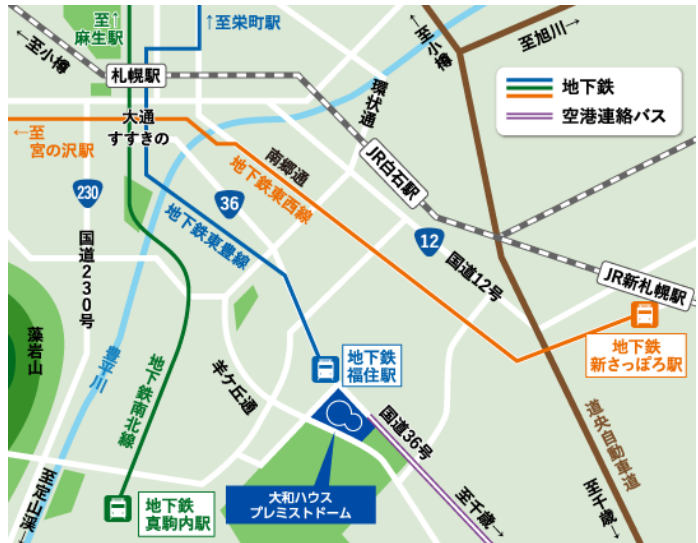 至↑
麻生駅
↑至栄町駅
←至小樽
札幌駅
←至小樽
至旭川→
環状通
地下鉄
空港連絡バス
大通
すすきの
←至
宮の沢駅
230
36
南郷通
地下鉄東西線
JR白石駅
地下鉄東豊線
12
国道12号
国道230号
JR新札幌駅
藻岩山
豊平川
地下鉄南北線
羊ケ丘通
地下鉄
福住駅
地下鉄
新さっぽろ駅
国道36号
道央自動車道
至定山渓→
地下鉄
真駒内駅
大和ハウス
プレミストドーム
至千歳→
至千歳→